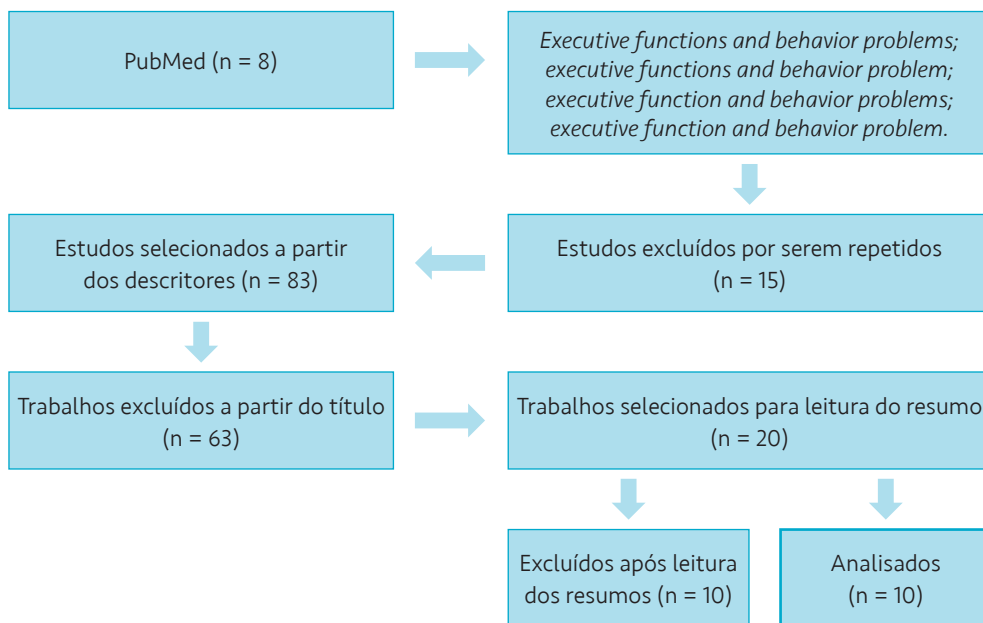 PubMed (n = 8)
Executive functions and behavior problems;
executive functions and behavior problem;
executive function and behavior problems;
executive function and behavior problem.
Estudos excluídos por serem repetidos
(n = 15)
Estudos selecionados a partir
dos descritores (n = 83)
Trabalhos excluídos a partir do título
(n = 63)
Trabalhos selecionados para leitura do resumo
(n = 20)
Excluídos após leitura
dos resumos (n = 10)
Analisados
(n = 10)